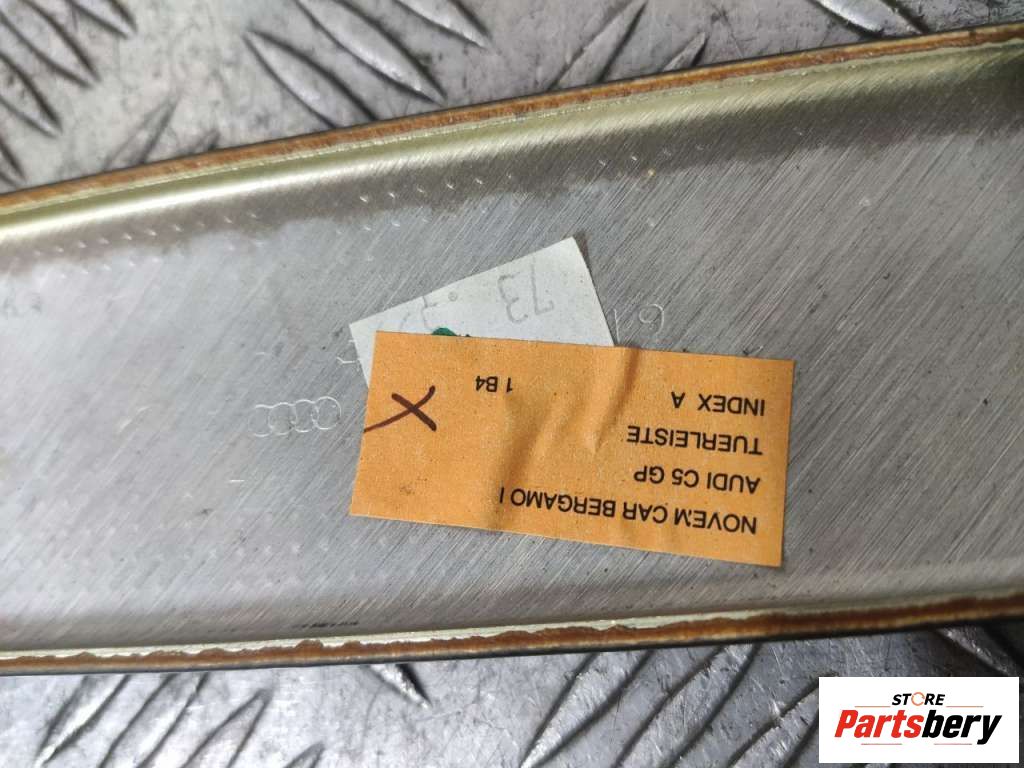 NOVEM CAR BERGAMO I
AUDI C5 GP
TUERLEISTE
INDEX A
1 B4
X
73
STORE
Partsbery